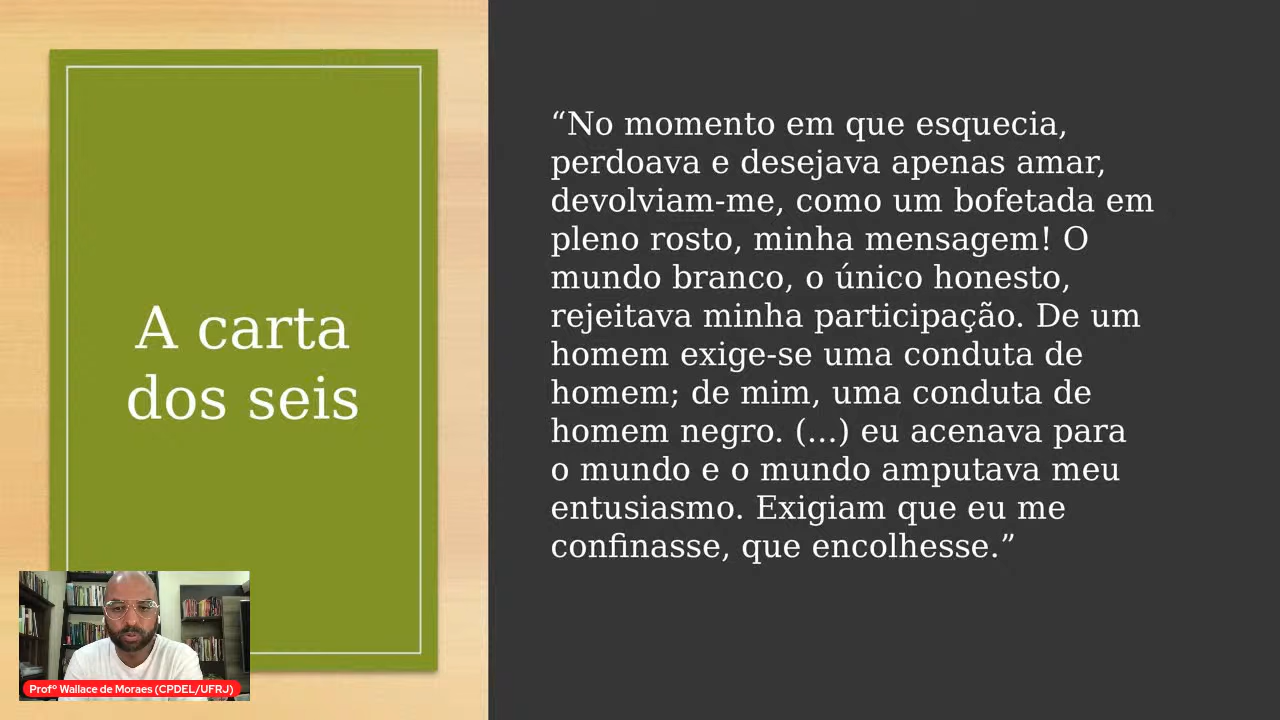 A carta
dos seis
“No momento em que esquecia,
perdoava e desejava apenas amar,
devolviam-me, como um bofetada em
pleno rosto, minha mensagem! O
mundo branco, o único honesto,
rejeitava minha participação. De um
homem exige-se uma conduta de
homem; de mim, uma conduta de
homem negro. (...) eu acenava para
o mundo e o mundo amputava meu
entusiasmo. Exigiam que eu me
confinasse, que encolhesse.”
Profº Wallace de Moraes (CPDEL/UFRJ)